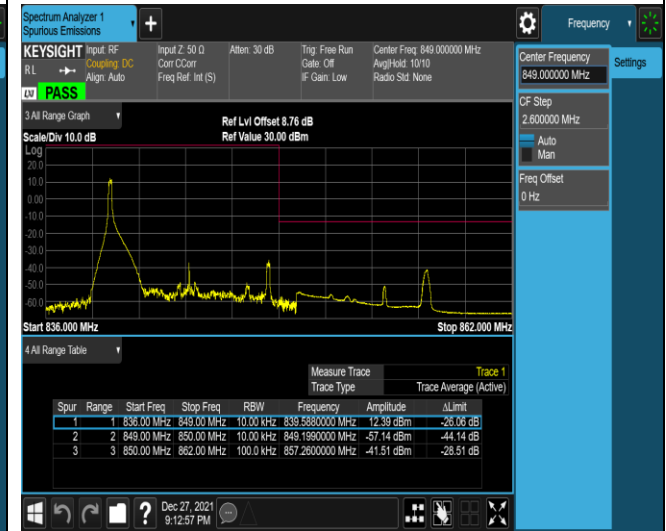 Spectrum Analyzer 1
Spurious Emissions
+
Frequency
KEYSIGHT
RL
LXI
PASS
Input: RF
Coupling: DC
Align: Auto
Input Z: 50 Ω
Corr CCorr
Freq Ref: Int (S)
Atten: 30 dB
Trig: Free Run
Gate: Off
IF Gain: Low
Center Freq: 849.000000 MHz
Avg|Hold: 10/10
Radio Std: None
Center Frequency
849.000000 MHz
Settings
CF Step
2.600000 MHz
Auto
Man
Freq Offset
0 Hz
3 All Range Graph
Scale/Div 10.0 dB
Ref Lvl Offset 8.76 dB
Ref Value 30.00 dBm
Log
20.0
10.0
0.00
-10.0
-20.0
-30.0
-40.0
-50.0
-60.0
Start 836.000 MHz
Stop 862.000 MHz
4 All Range Table
Measure Trace Trace 1
Trace Type Trace Average (Active)
Spur Range Start Freq Stop Freq RBW Frequency Amplitude ΔLimit
1 1 836.00 MHz 849.00 MHz 10.00 kHz 839.5880000 MHz 12.39 dBm -26.06 dB
2 2 849.00 MHz 850.00 MHz 10.00 kHz 849.1990000 MHz -57.14 dBm -44.14 dB
3 3 850.00 MHz 862.00 MHz 100.0 kHz 857.2600000 MHz -41.51 dBm -28.51 dB
?
Dec 27, 2021
9:12:57 PM